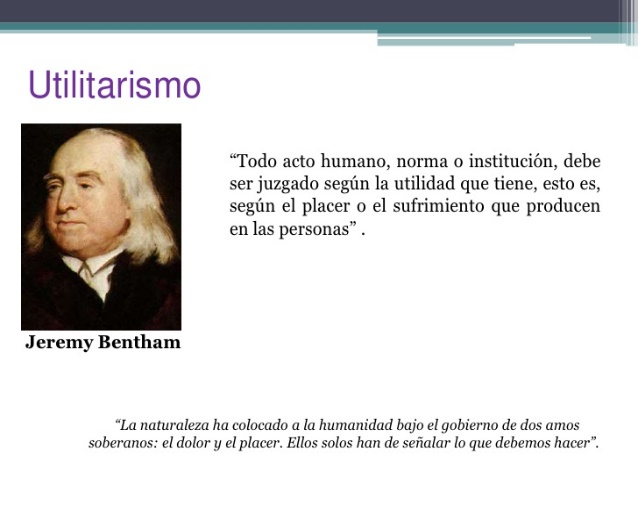 Utilitarismo
“Todo acto humano, norma o institución, debe
ser juzgado según la utilidad que tiene, esto es,
según el placer o el sufrimiento que producen
en las personas” .
Jeremy Bentham
“La naturaleza ha colocado a la humanidad bajo el gobierno de dos amos
soberanos: el dolor y el placer. Ellos solos han de señalar lo que debemos hacer”.